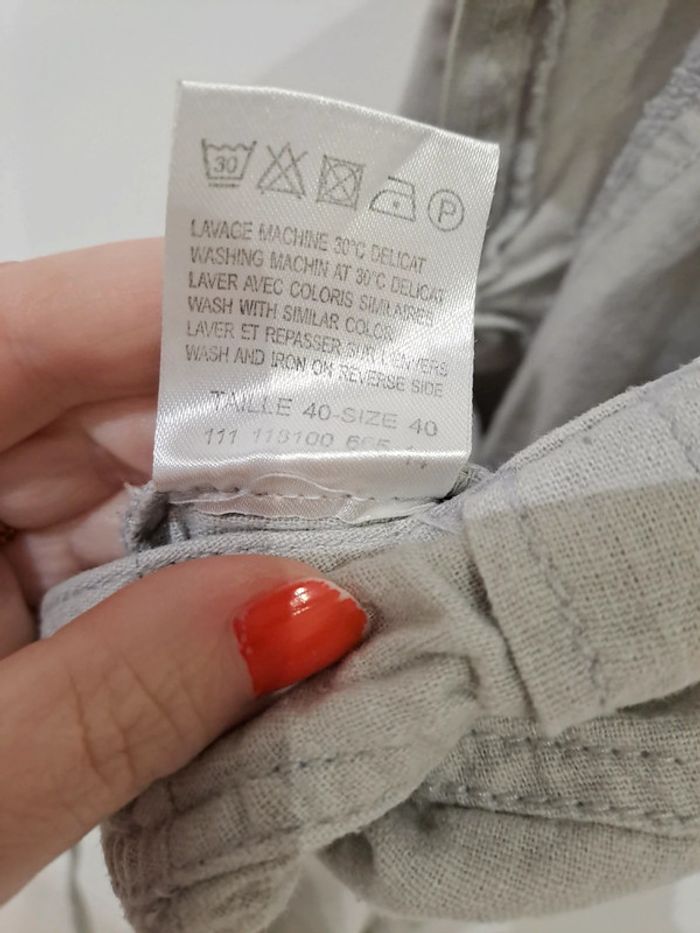 30 P
LAVAGE MACHINE 30°C DELICAT
WASHING MACHIN AT 30°C DELICAT
LAVER AVEC COLORIS SIMILAIRES
WASH WITH SIMILAR COLOR
LAVER ET REPASSER SUR L'ENVERS
WASH AND IRON ON REVERSE SIDE
TAILLE 40-SIZE 40
111